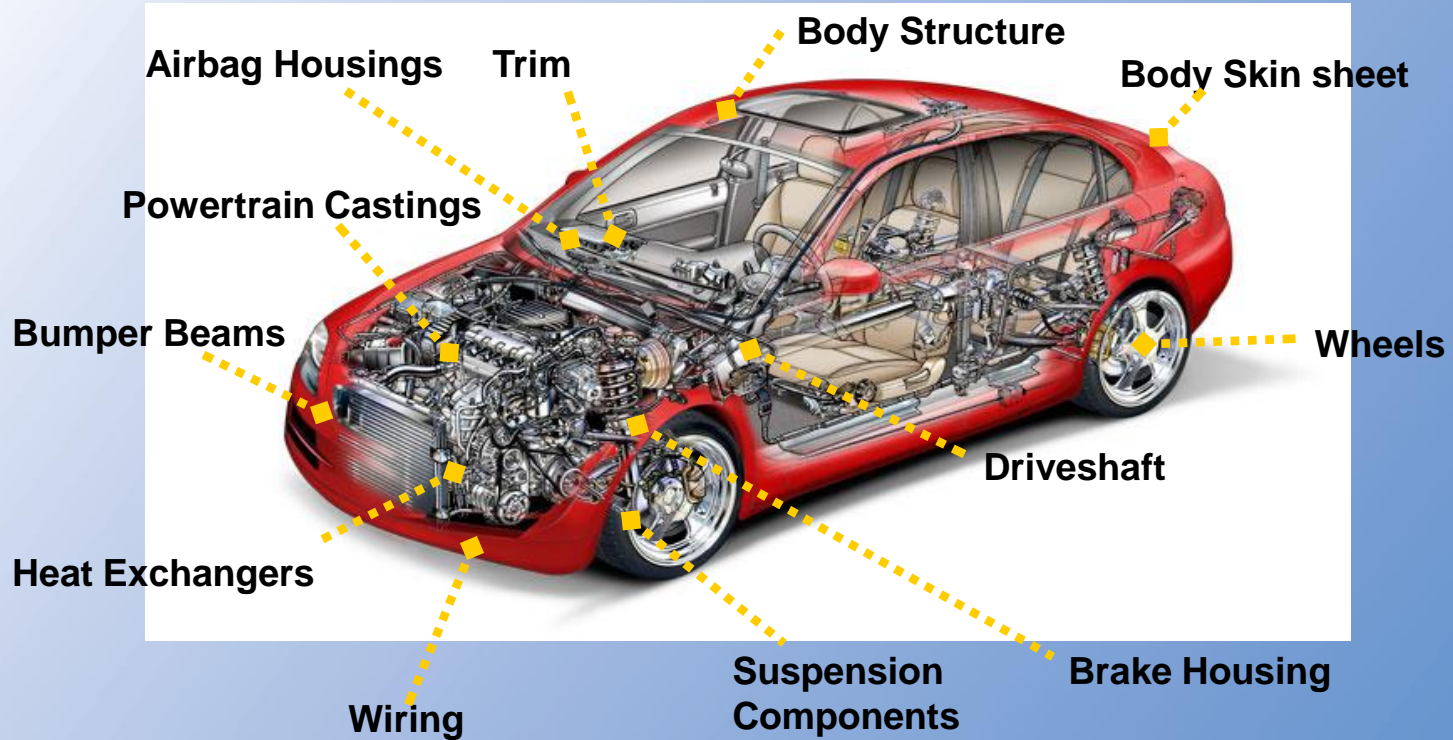 Body Structure
Airbag Housings
Trim
Body Skin sheet
Powertrain Castings
Bumper Beams
Wheels
Driveshaft
Heat Exchangers
Suspension
Components
Brake Housing
Wiring